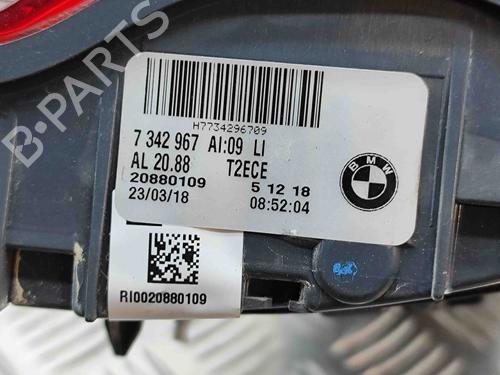 H7734296709
7 342 967 AI:09 LI
AL 20.88 T2ECE
20880109 5 12 18
23/03/18 08:52:04
BMW
RI0020880109
B-PARTS